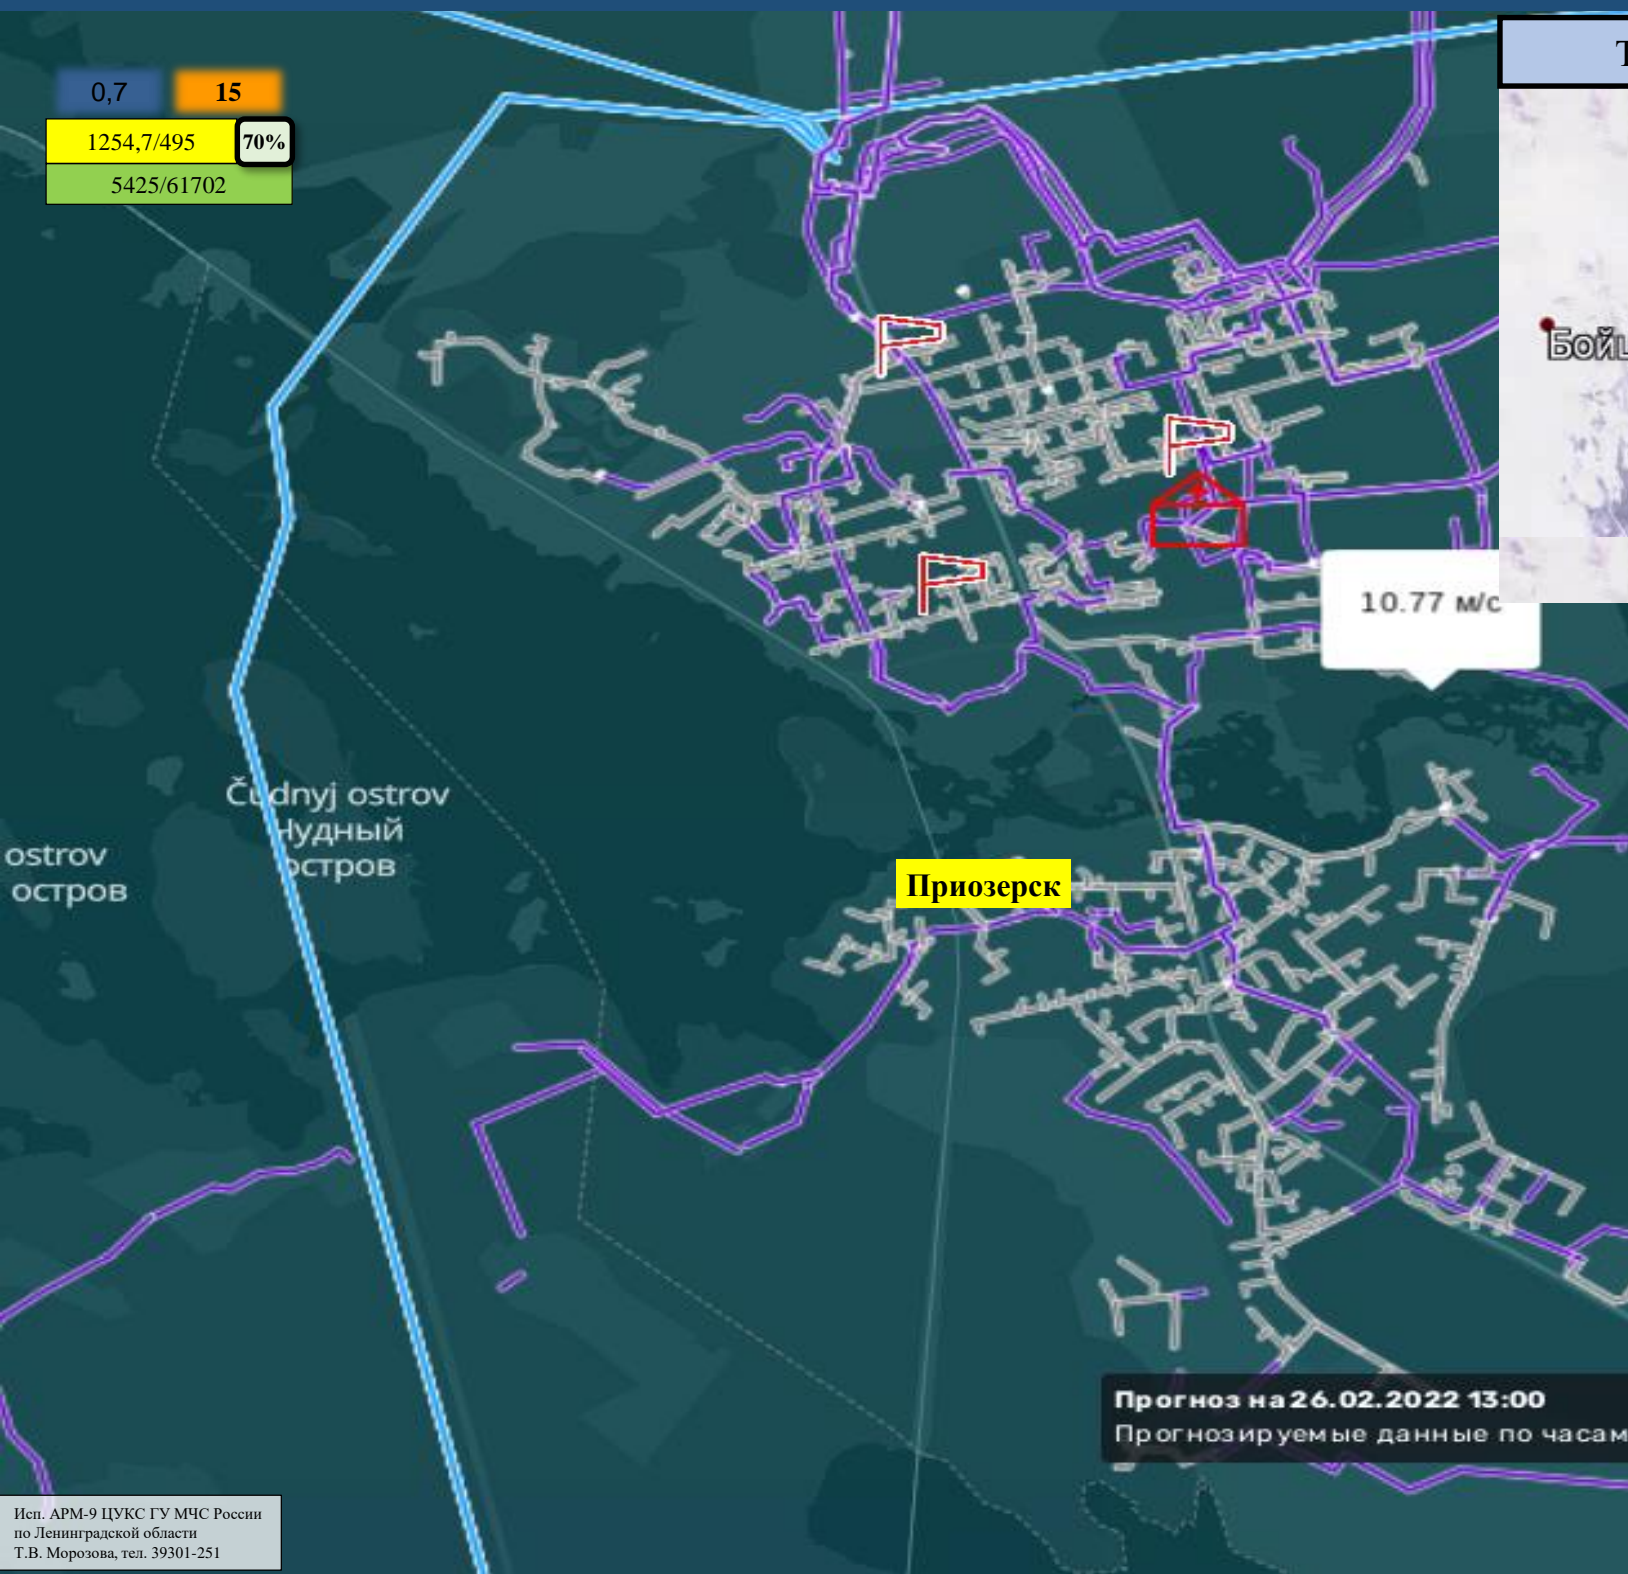 Т
0,7
15
1254,7/495
70%
5425/61702
10.77 м/с
Čudnyj ostrov
Чудный
остров
ostrov
остров
Приозерск
Прогноз на 26.02.2022 13:00
Прогнозируемые данные по часам
Исп. АРМ-9 ЦУКС ГУ МЧС России
по Ленинградской области
Т.В. Морозова, тел. 39301-251